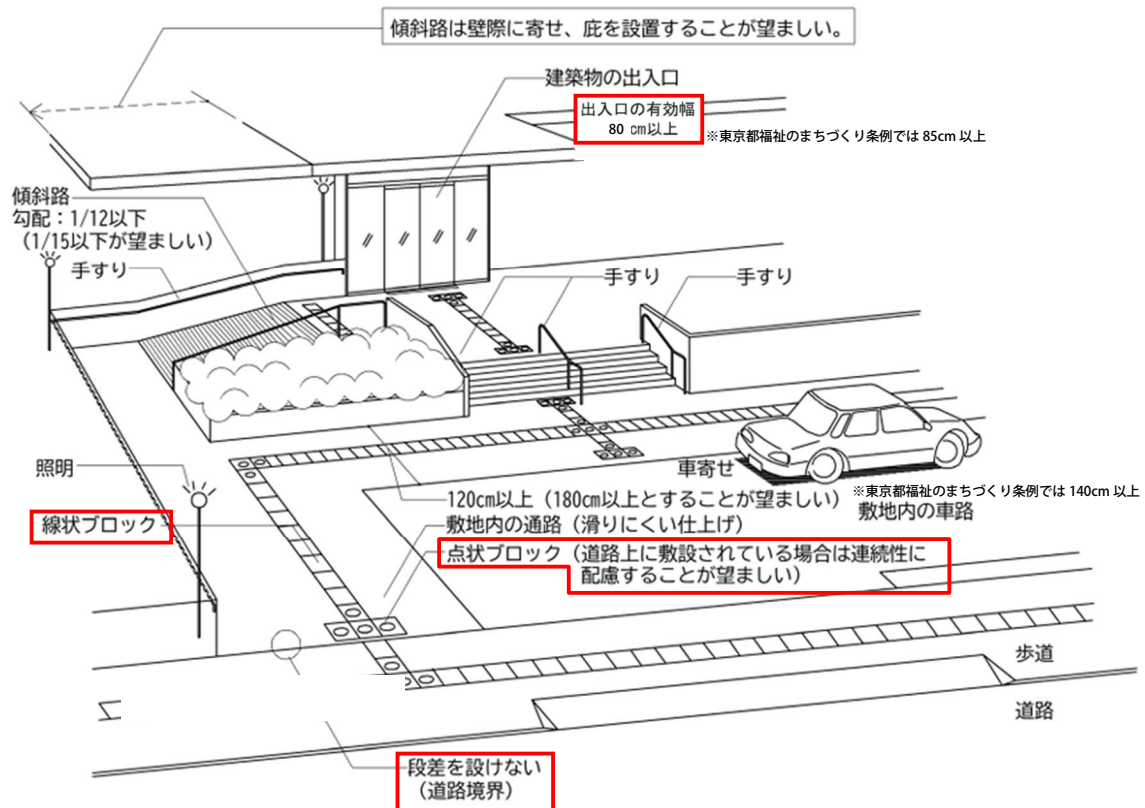 傾斜路は壁際に寄せ、庇を設置することが望ましい。
建築物の出入口
出入口の有効幅
80 ㎝以上
※東京都福祉のまちづくり条例では 85cm 以上
傾斜路
勾配：1/12以下
（1/15以下が望ましい）
手すり
手すり
手すり
照明
車寄せ
120㎝以上（180㎝以上とすることが望ましい）
※東京都福祉のまちづくり条例では 140cm 以上
敷地内の車路
線状ブロック
敷地内の通路（滑りにくい仕上げ）
点状ブロック（道路上に敷設されている場合は連続性に
配慮することが望ましい）
歩道
道路
段差を設けない
（道路境界）